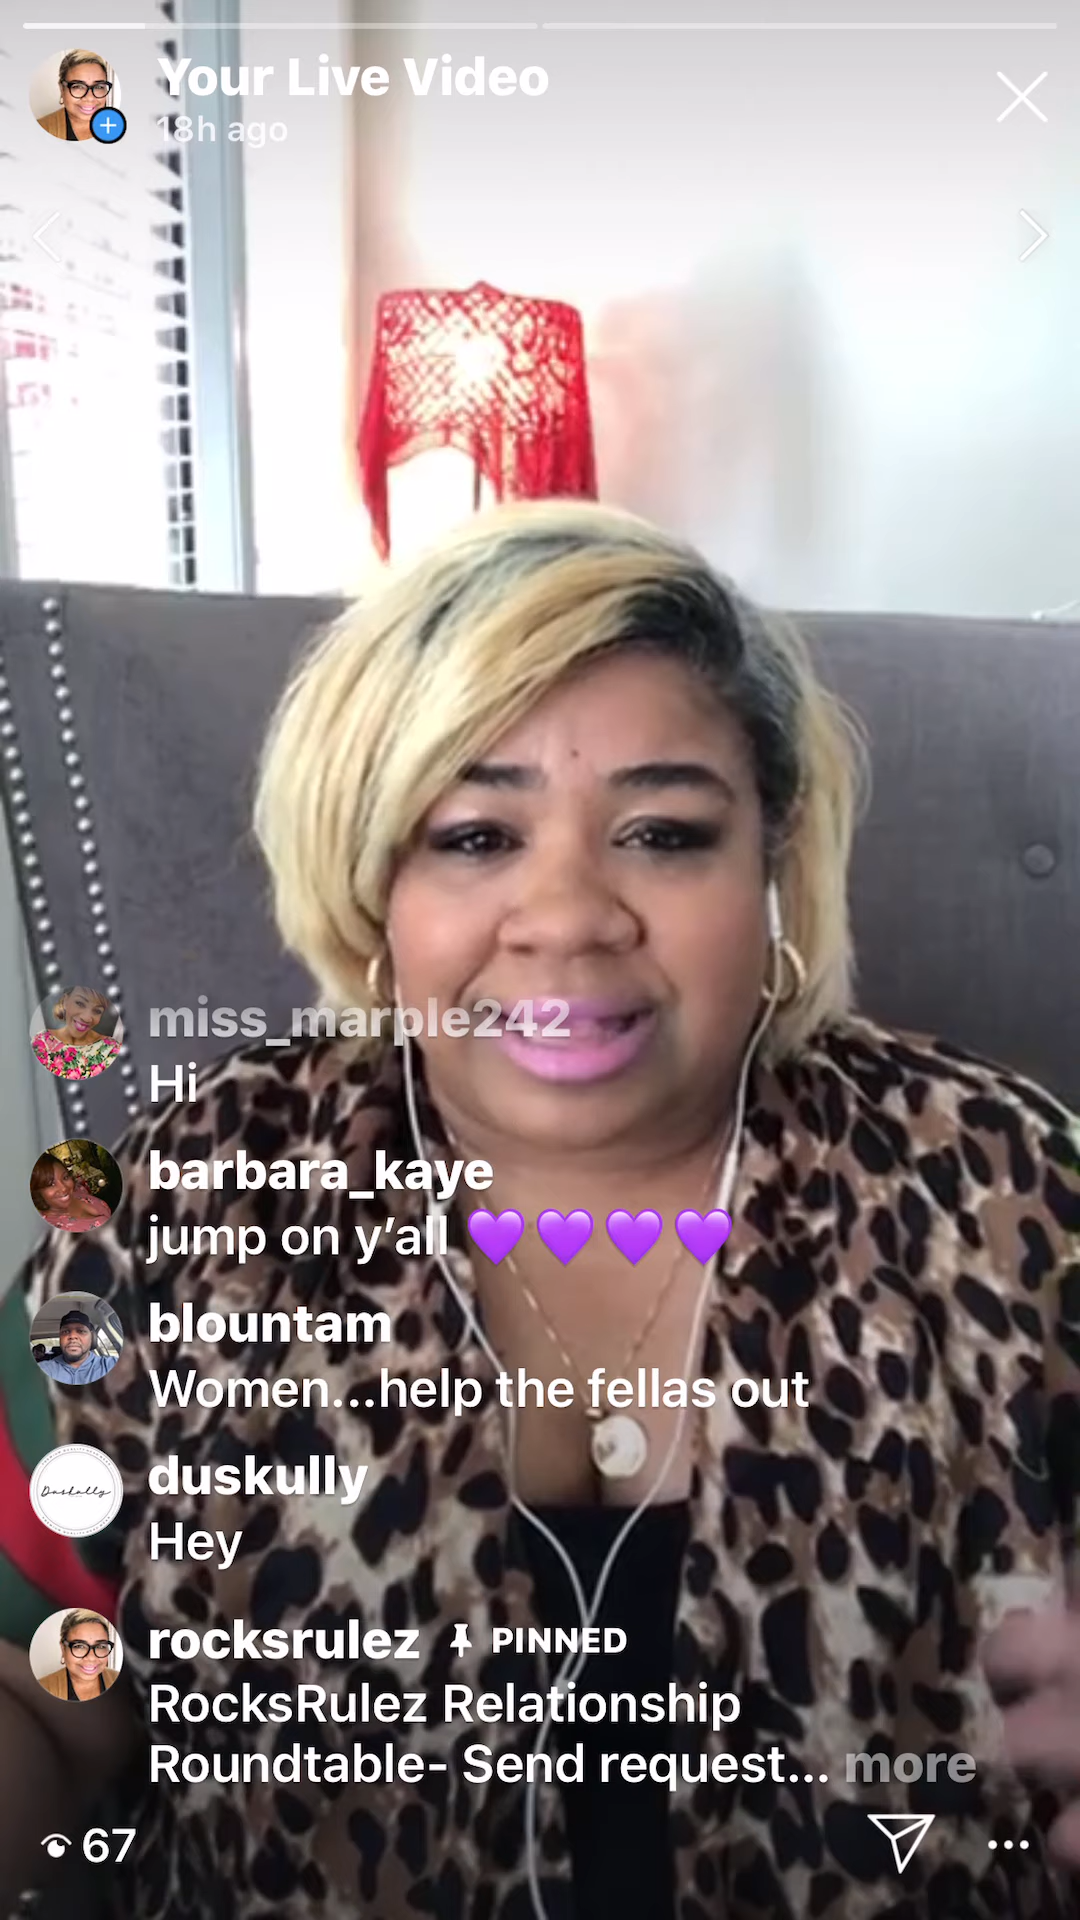 Your Live Video
18h ago
miss_marple242
Hi
barbara_kaye
jump on y’all 💜💜💜💜
blountam
Women...help the fellas out
Duskully
duskully
Hey
rocksrulez PINNED
RocksRulez Relationship
Roundtable- Send request... more
67